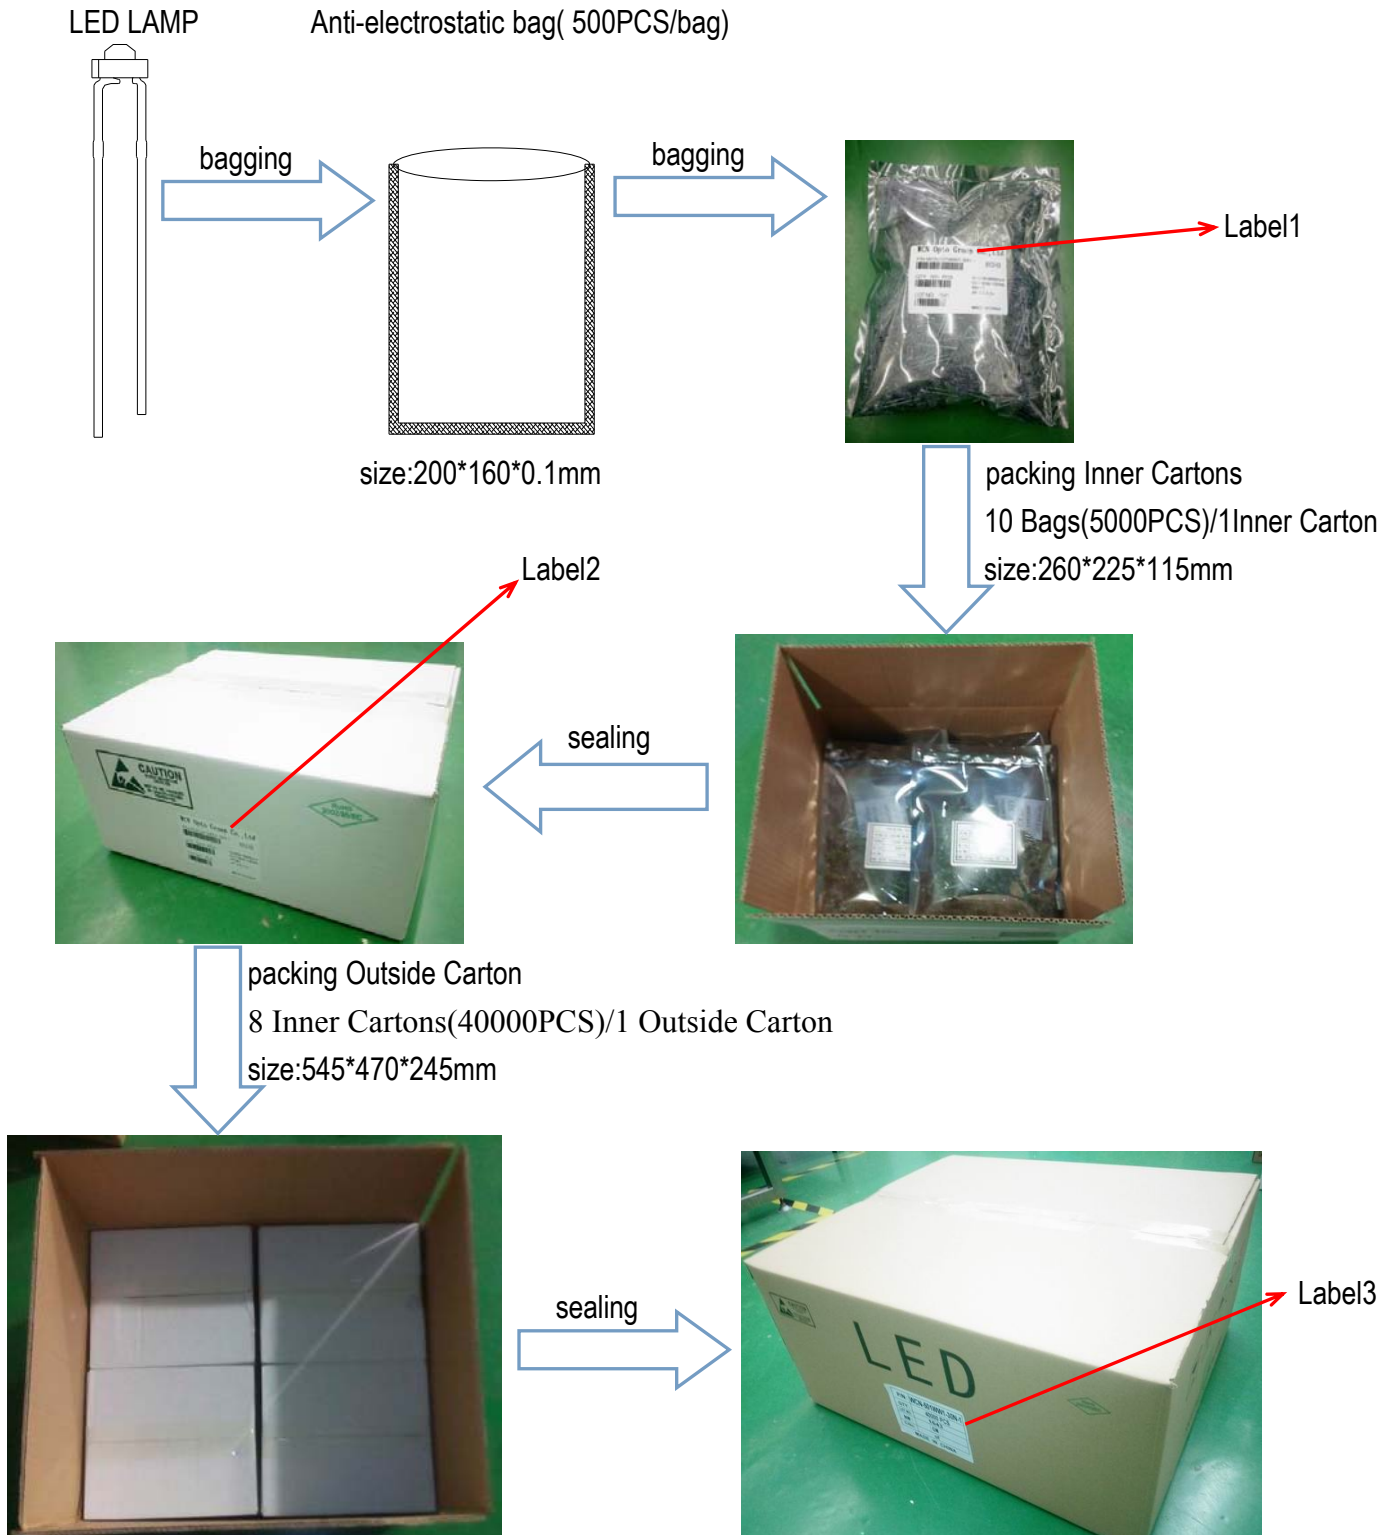 LED LAMP
Anti-electrostatic bag( 500PCS/bag)
bagging
bagging
Label1
size:200*160*0.1mm
packing Inner Cartons
10 Bags(5000PCS)/1Inner Carton
size:260*225*115mm
Label2
sealing
CAUTION
packing Outside Carton
8 Inner Cartons(40000PCS)/1 Outside Carton
size:545*470*245mm
sealing
Label3
LED